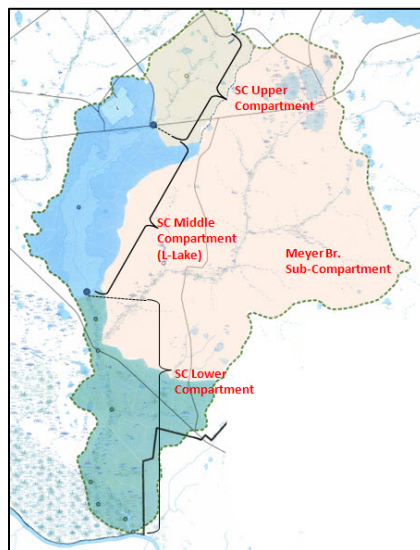 SC Upper
Compartment
SC Middle
Compartment
(L-Lake)
Meyer Br.
Sub-Compartment
SC Lower
Compartment